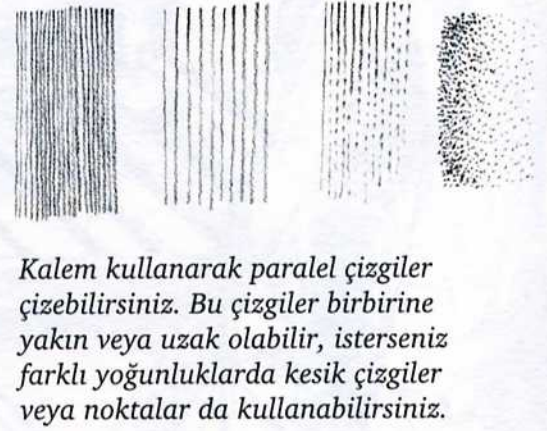 Kalem kullanarak paralel çizgiler
çizebilirsiniz. Bu çizgiler birbirine
yakın veya uzak olabilir, isterseniz
farklı yoğunluklarda kesik çizgiler
veya noktalar da kullanabilirsiniz.